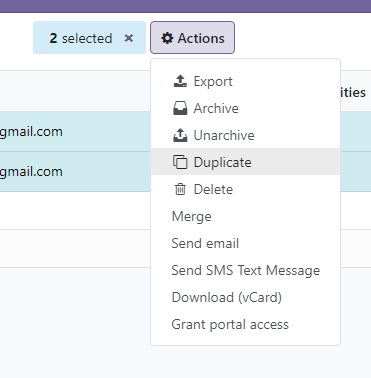 2 selected × Actions
Export
ities
Archive
Unarchive
gmail.com
Duplicate
gmail.com
Delete
Merge
Send email
Send SMS Text Message
Download (vCard)
Grant portal access